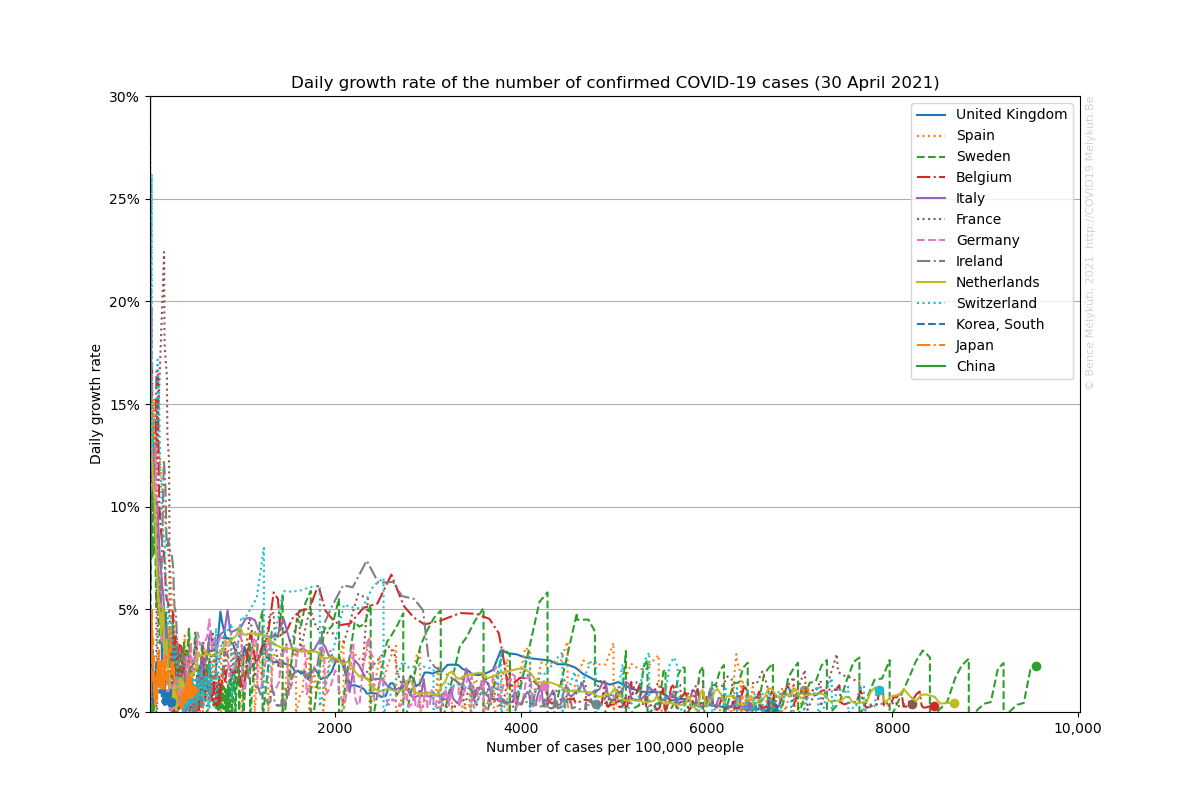 Daily growth rate of the number of confirmed COVID-19 cases (30 April 2021)
30%
25%
20%
15%
10%
5%
0%
Daily growth rate
United Kingdom
Spain
Sweden
Belgium
Italy
France
Germany
Ireland
Netherlands
Switzerland
Korea, South
Japan
China
© Bence Mélykúti, 2021 http://COVID19.Melykuti.Be
2000
4000
6000
8000
10,000
Number of cases per 100,000 people